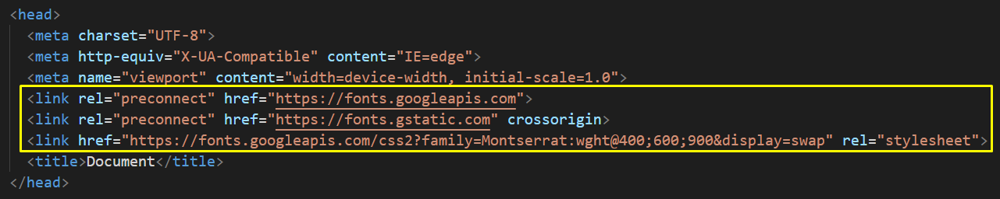 <head>
<meta charset="UTF-8">
<meta http-equiv="X-UA-Compatible" content="IE=edge">
<meta name="viewport" content="width=device-width, initial-scale=1.0">
<link rel="preconnect" href="https://fonts.googleapis.com">
<link rel="preconnect" href="https://fonts.gstatic.com" crossorigin>
<link href="https://fonts.googleapis.com/css2?family=Montserrat:wght@400;600;900&display=swap" rel="stylesheet">
<title>Document</title>
</head>